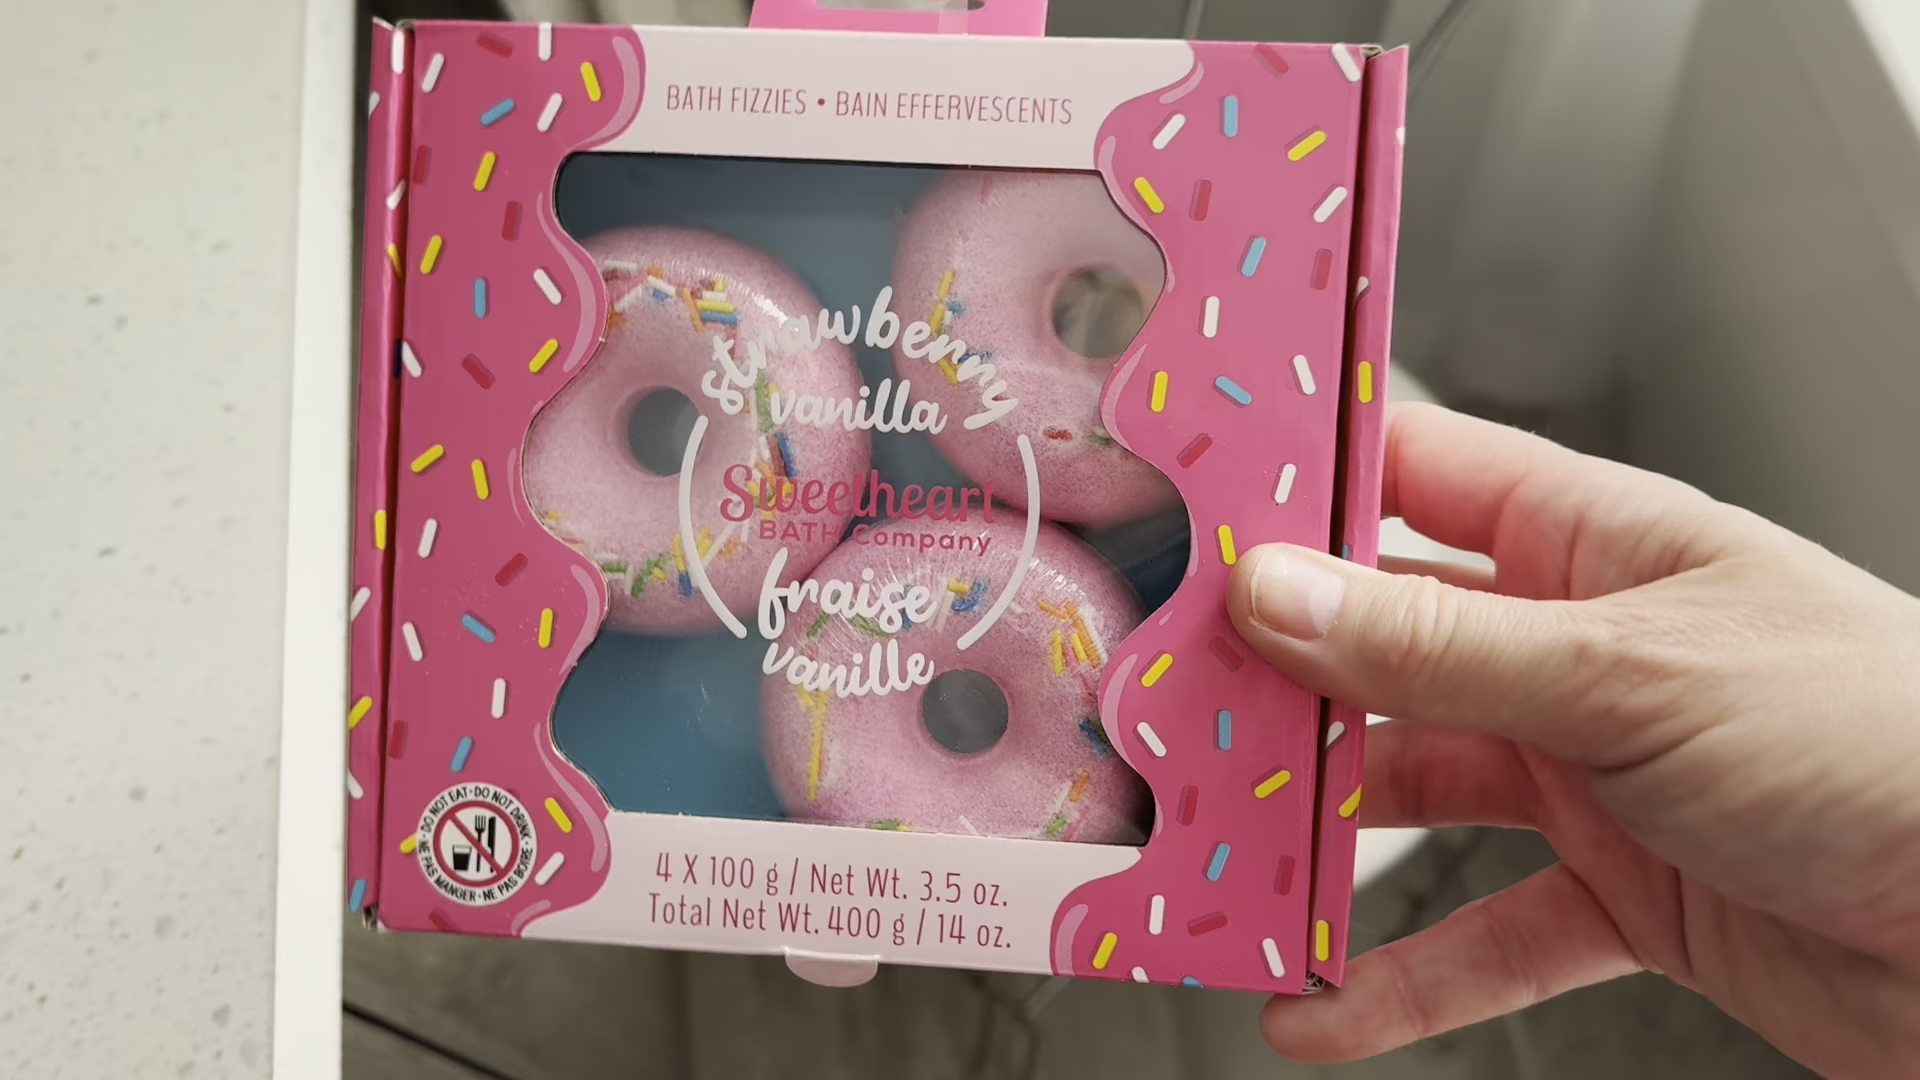 BATH FIZZIES • BAIN EFFERVESCENTS
strawberry
vanilla
Sweetheart
BATH Company
fraise
vanille
DO NOT EAT · DO NOT DRINK ·
NE PAS MANGER · NE PAS BOIRE ·
4 X 100 g / Net Wt. 3.5 oz.
Total Net Wt. 400 g / 14 oz.